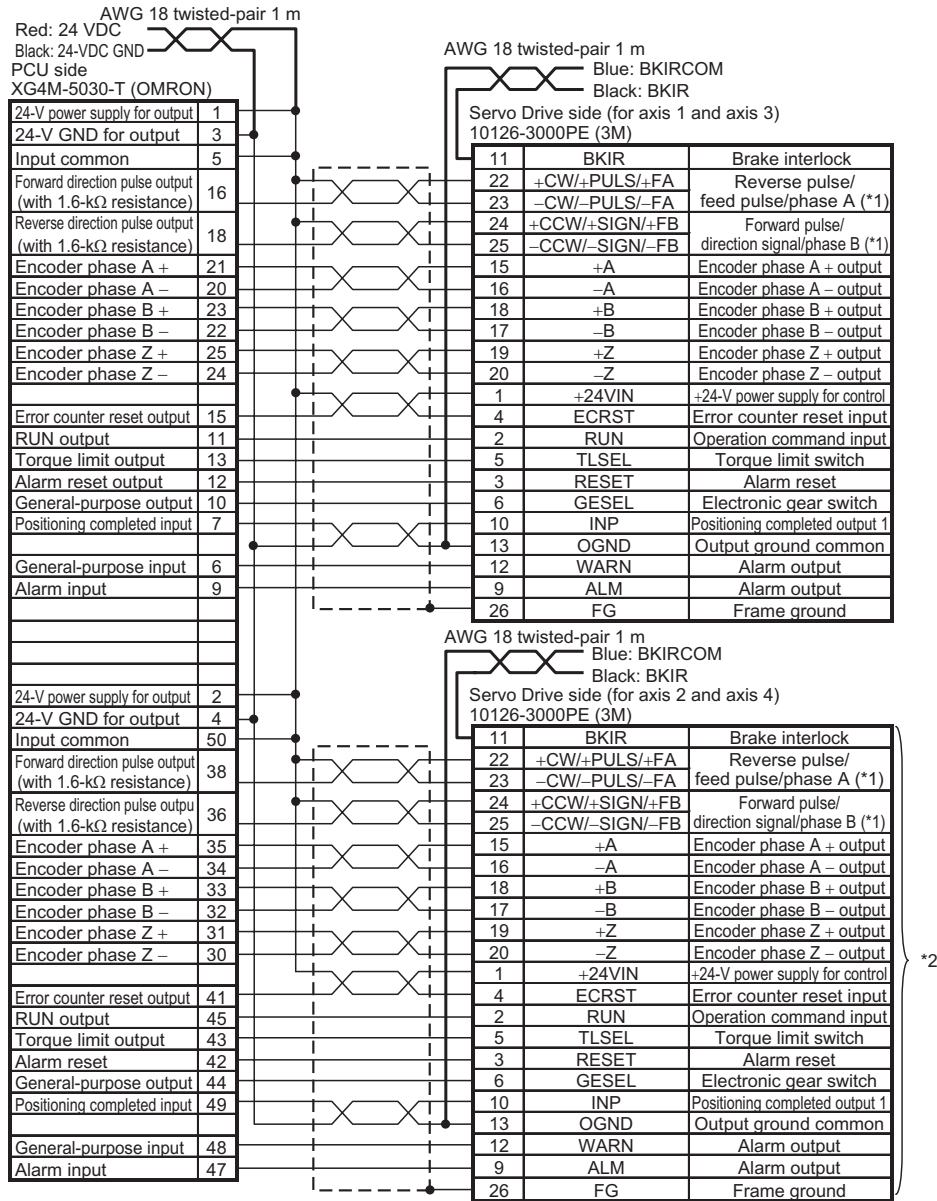 AWG 18 twisted-pair 1 m
Red: 24 VDC
Black: 24-VDC GND
PCU side
XG4M-5030-T (OMRON)
24-V power supply for output 1
24-V GND for output 3
Input common 5
Forward direction pulse output
(with 1.6-kΩ resistance) 16
Reverse direction pulse output
(with 1.6-kΩ resistance) 18
Encoder phase A + 21
Encoder phase A − 20
Encoder phase B + 23
Encoder phase B − 22
Encoder phase Z + 25
Encoder phase Z − 24
Error counter reset output 15
RUN output 11
Torque limit output 13
Alarm reset output 12
General-purpose output 10
Positioning completed input 7
General-purpose input 6
Alarm input 9
24-V power supply for output 2
24-V GND for output 4
Input common 50
Forward direction pulse output
(with 1.6-kΩ resistance) 38
Reverse direction pulse outpu
(with 1.6-kΩ resistance) 36
Encoder phase A + 35
Encoder phase A − 34
Encoder phase B + 33
Encoder phase B − 32
Encoder phase Z + 31
Encoder phase Z − 30
Error counter reset output 41
RUN output 45
Torque limit output 43
Alarm reset 42
General-purpose output 44
Positioning completed input 49
General-purpose input 48
Alarm input 47
AWG 18 twisted-pair 1 m
Blue: BKIRCOM
Black: BKIR
Servo Drive side (for axis 1 and axis 3)
10126-3000PE (3M)
11 BKIR Brake interlock
22 +CW/+PULS/+FA Reverse pulse/
23 −CW/−PULS/−FA feed pulse/phase A (*1)
24 +CCW/+SIGN/+FB Forward pulse/
25 −CCW/−SIGN/−FB direction signal/phase B (*1)
15 +A Encoder phase A + output
16 −A Encoder phase A − output
18 +B Encoder phase B + output
17 −B Encoder phase B − output
19 +Z Encoder phase Z + output
20 −Z Encoder phase Z − output
1 +24VIN +24-V power supply for control
4 ECRST Error counter reset input
2 RUN Operation command input
5 TLSEL Torque limit switch
3 RESET Alarm reset
6 GESEL Electronic gear switch
10 INP Positioning completed output 1
13 OGND Output ground common
12 WARN Alarm output
9 ALM Alarm output
26 FG Frame ground
AWG 18 twisted-pair 1 m
Blue: BKIRCOM
Black: BKIR
Servo Drive side (for axis 2 and axis 4)
10126-3000PE (3M)
11 BKIR Brake interlock
22 +CW/+PULS/+FA Reverse pulse/
23 −CW/−PULS/−FA feed pulse/phase A (*1)
24 +CCW/+SIGN/+FB Forward pulse/
25 −CCW/−SIGN/−FB direction signal/phase B (*1)
15 +A Encoder phase A + output
16 −A Encoder phase A − output
18 +B Encoder phase B + output
17 −B Encoder phase B − output
19 +Z Encoder phase Z + output
20 −Z Encoder phase Z − output
1 +24VIN +24-V power supply for control
4 ECRST Error counter reset input
2 RUN Operation command input
5 TLSEL Torque limit switch
3 RESET Alarm reset
6 GESEL Electronic gear switch
10 INP Positioning completed output 1
13 OGND Output ground common
12 WARN Alarm output
9 ALM Alarm output
26 FG Frame ground
*2